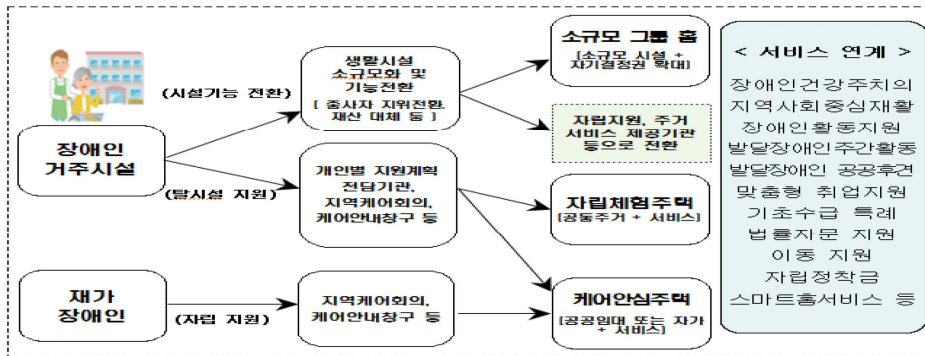 장애인
거주시설
(시설기능 전환)
(탈시설 지원)
생활시설
소규모화 및
기능전환
[ 종사자 지위전환,
재산 대체 등 ]
개인별 지원계획
전담기관,
지역케어회의,
케어안내창구 등
소규모 그룹 홈
[소규모 시설 +
자기결정권 확대]
자립지원, 주거
서비스 제공기관
등으로 전환
자립체험주택
[공동주거 + 서비스]
재가
장애인
(자립 지원)
지역케어회의,
케어안내창구 등
케어안심주택
[공공임대 또는 자가
+ 서비스]
< 서비스 연계 >
장애인건강주치의
지역사회중심재활
장애인활동지원
발달장애인주간활동
발달장애인 공공후견
맞춤형 취업지원
기초수급 특례
법률자문 지원
이동 지원
자립정착금
스마트홈서비스 등